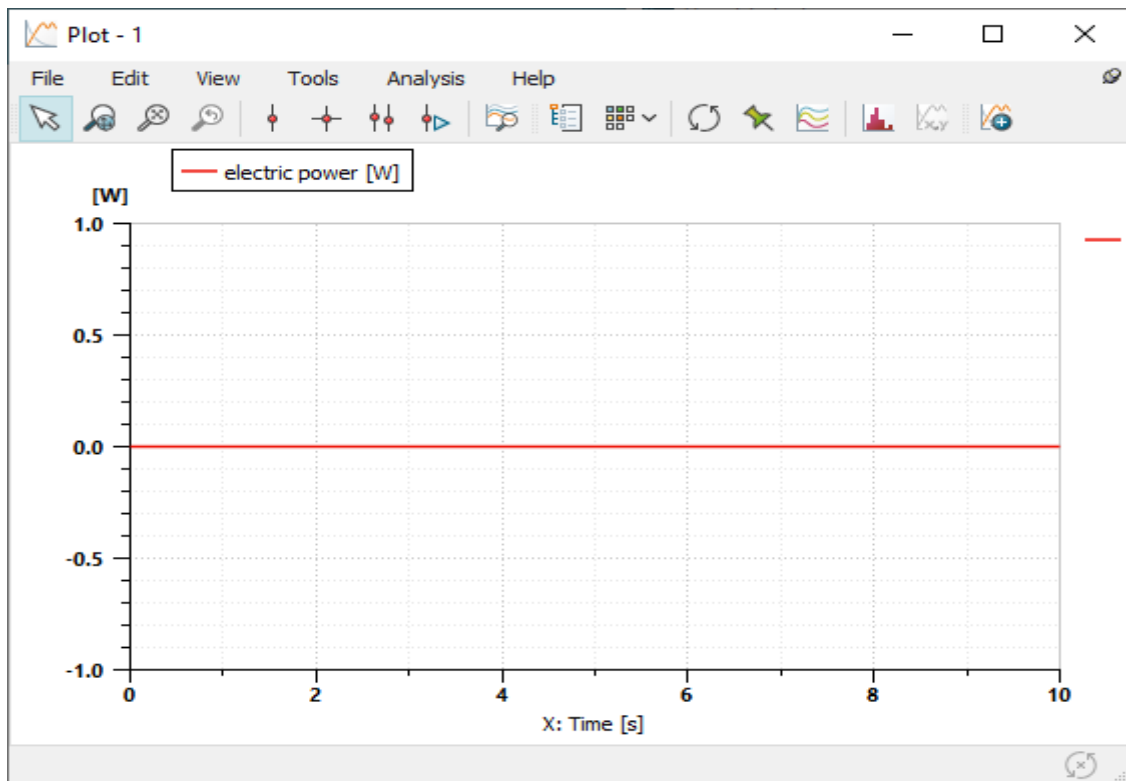 Plot - 1
File Edit View Tools Analysis Help
electric power [W]
[W]
1.0
0.5
0.0
-0.5
-1.0
0 2 4 6 8 10
X: Time [s]